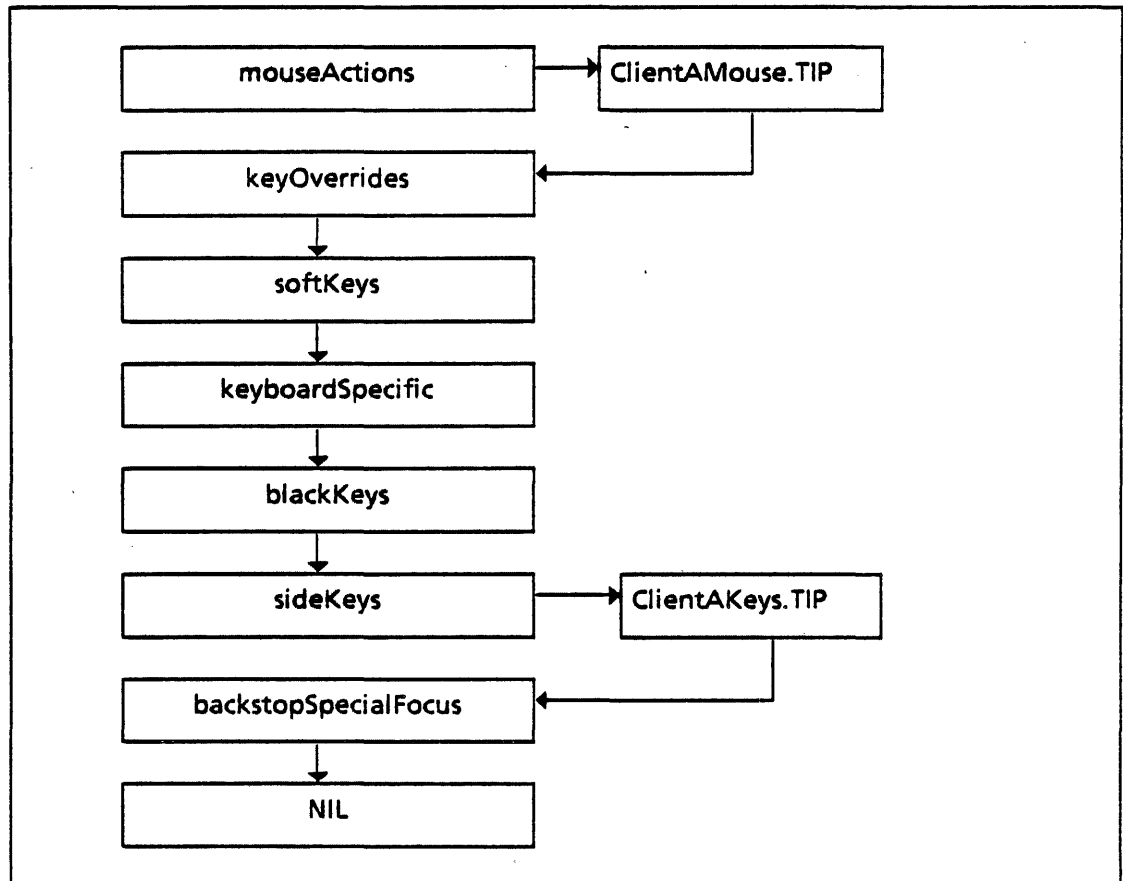 mouseActions
ClientAMouse.TIP
keyOverrides
softKeys
keyboardSpecific
blackKeys
sideKeys
ClientAKeys.TIP
backstopSpecialFocus
NIL